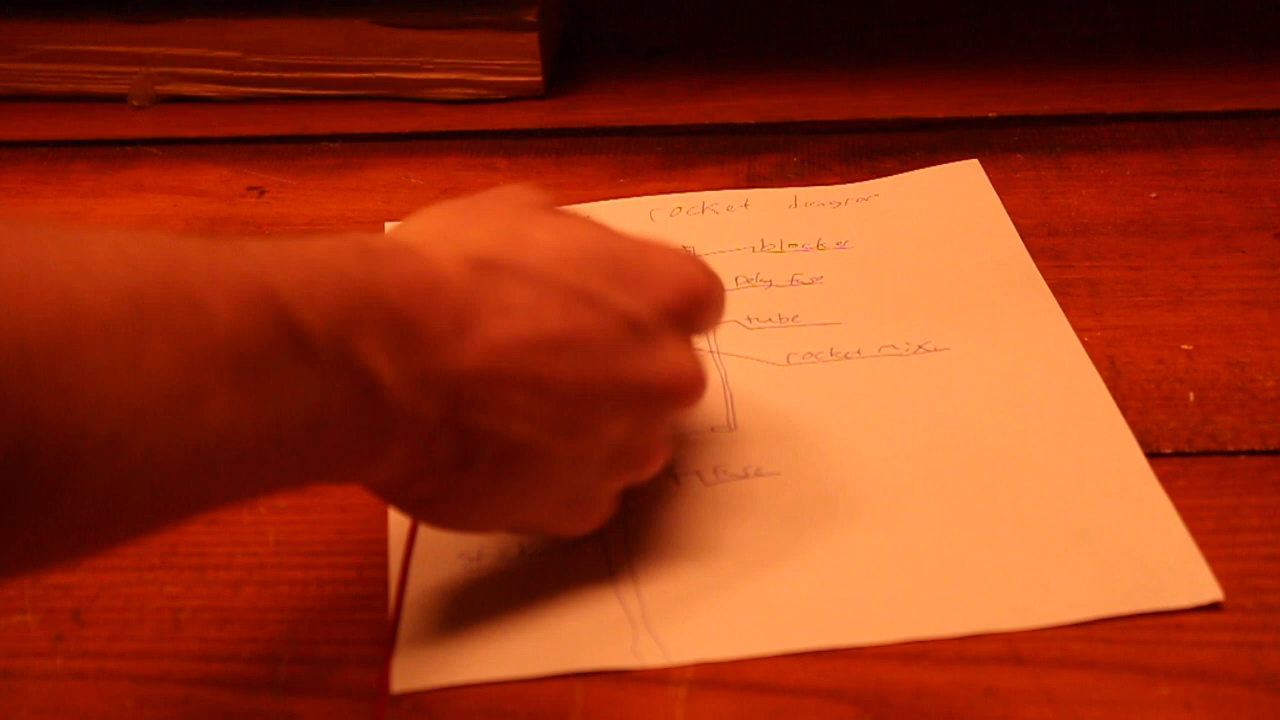 rocket diagram
blocker
Delay fuse
tube
rocket mix
fuse